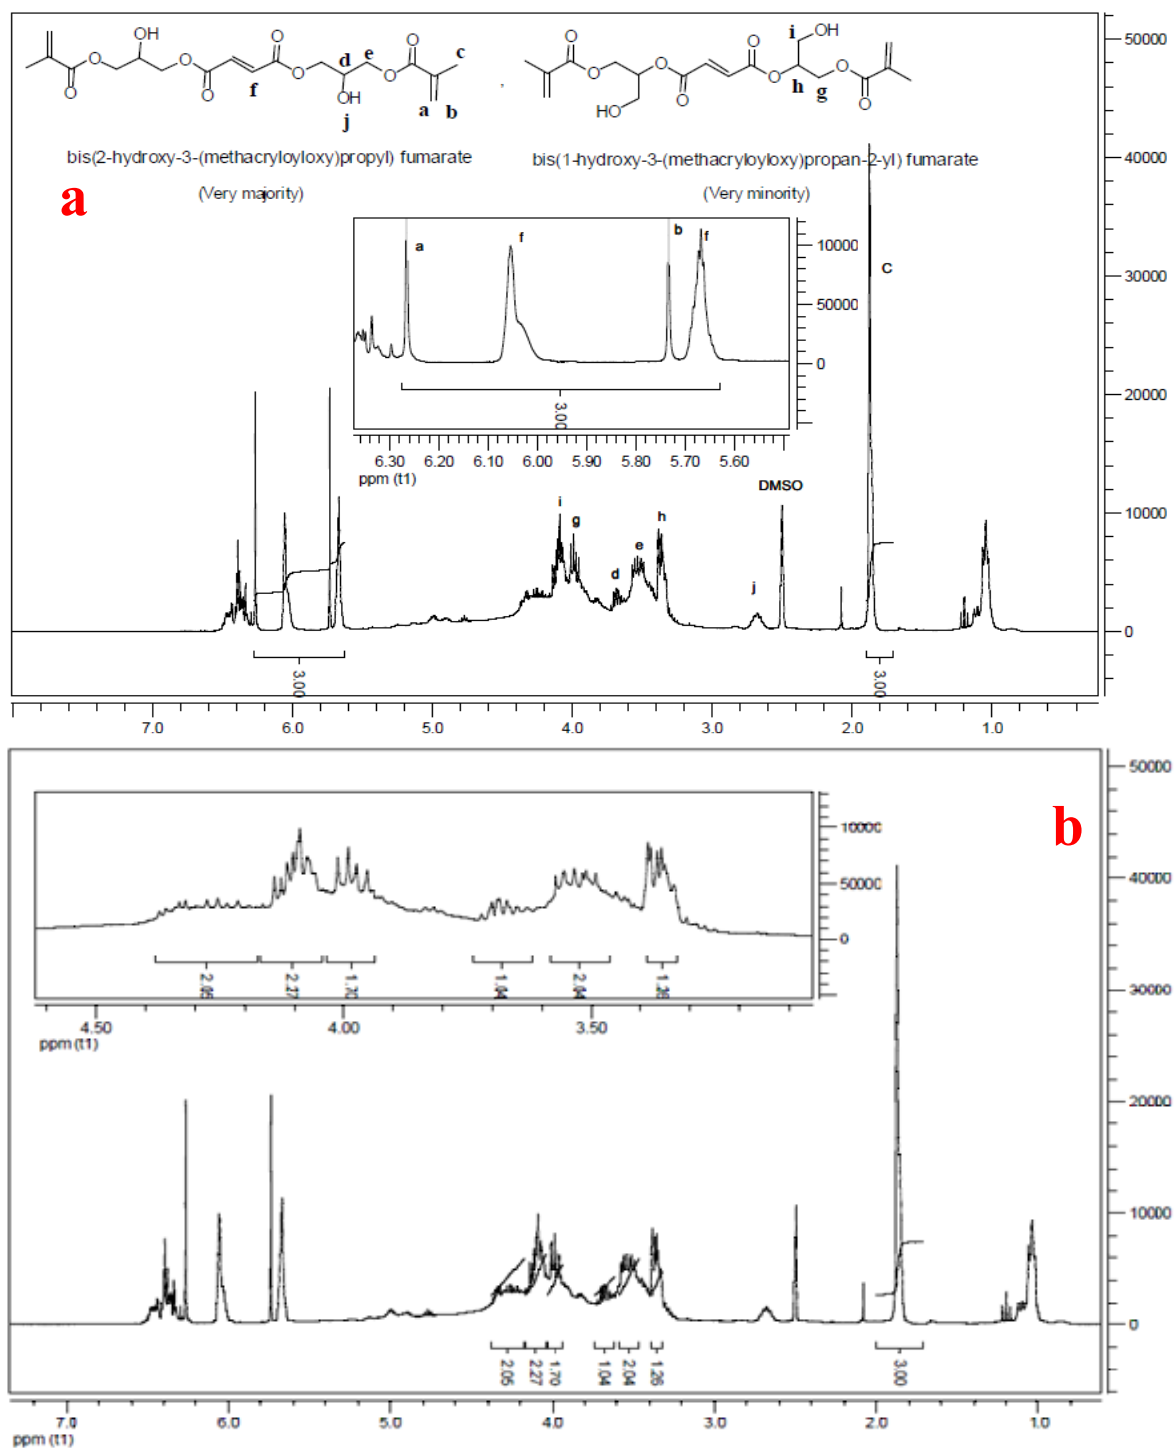 OH
O
O
O
O
O
O
O
O
OH
f
d
e
c
j
a
b
,
O
O
O
O
O
O
O
O
HO
OH
i
h
g
bis(2-hydroxy-3-(methacryloyloxy)propyl) fumarate
bis(1-hydroxy-3-(methacryloyloxy)propan-2-yl) fumarate
(Very majority)
(Very minority)
a
50000
40000
30000
20000
10000
0
a
f
b
f
10000
50000
0
3.00
6.30 6.20 6.10 6.00 5.90 5.80 5.70 5.60
ppm (t1)
C
DMSO
i
g
d
e
h
j
3.00
3.00
7.0 6.0 5.0 4.0 3.0 2.0 1.0
b
50000
40000
30000
20000
10000
0
10000
50000
0
2.05 2.27 1.70 1.04 2.04 1.26
4.50 4.00 3.50
ppm (t1)
2.05 2.27 1.70 1.04 2.04 1.26 3.00
7.0 6.0 5.0 4.0 3.0 2.0 1.0
ppm (t1)